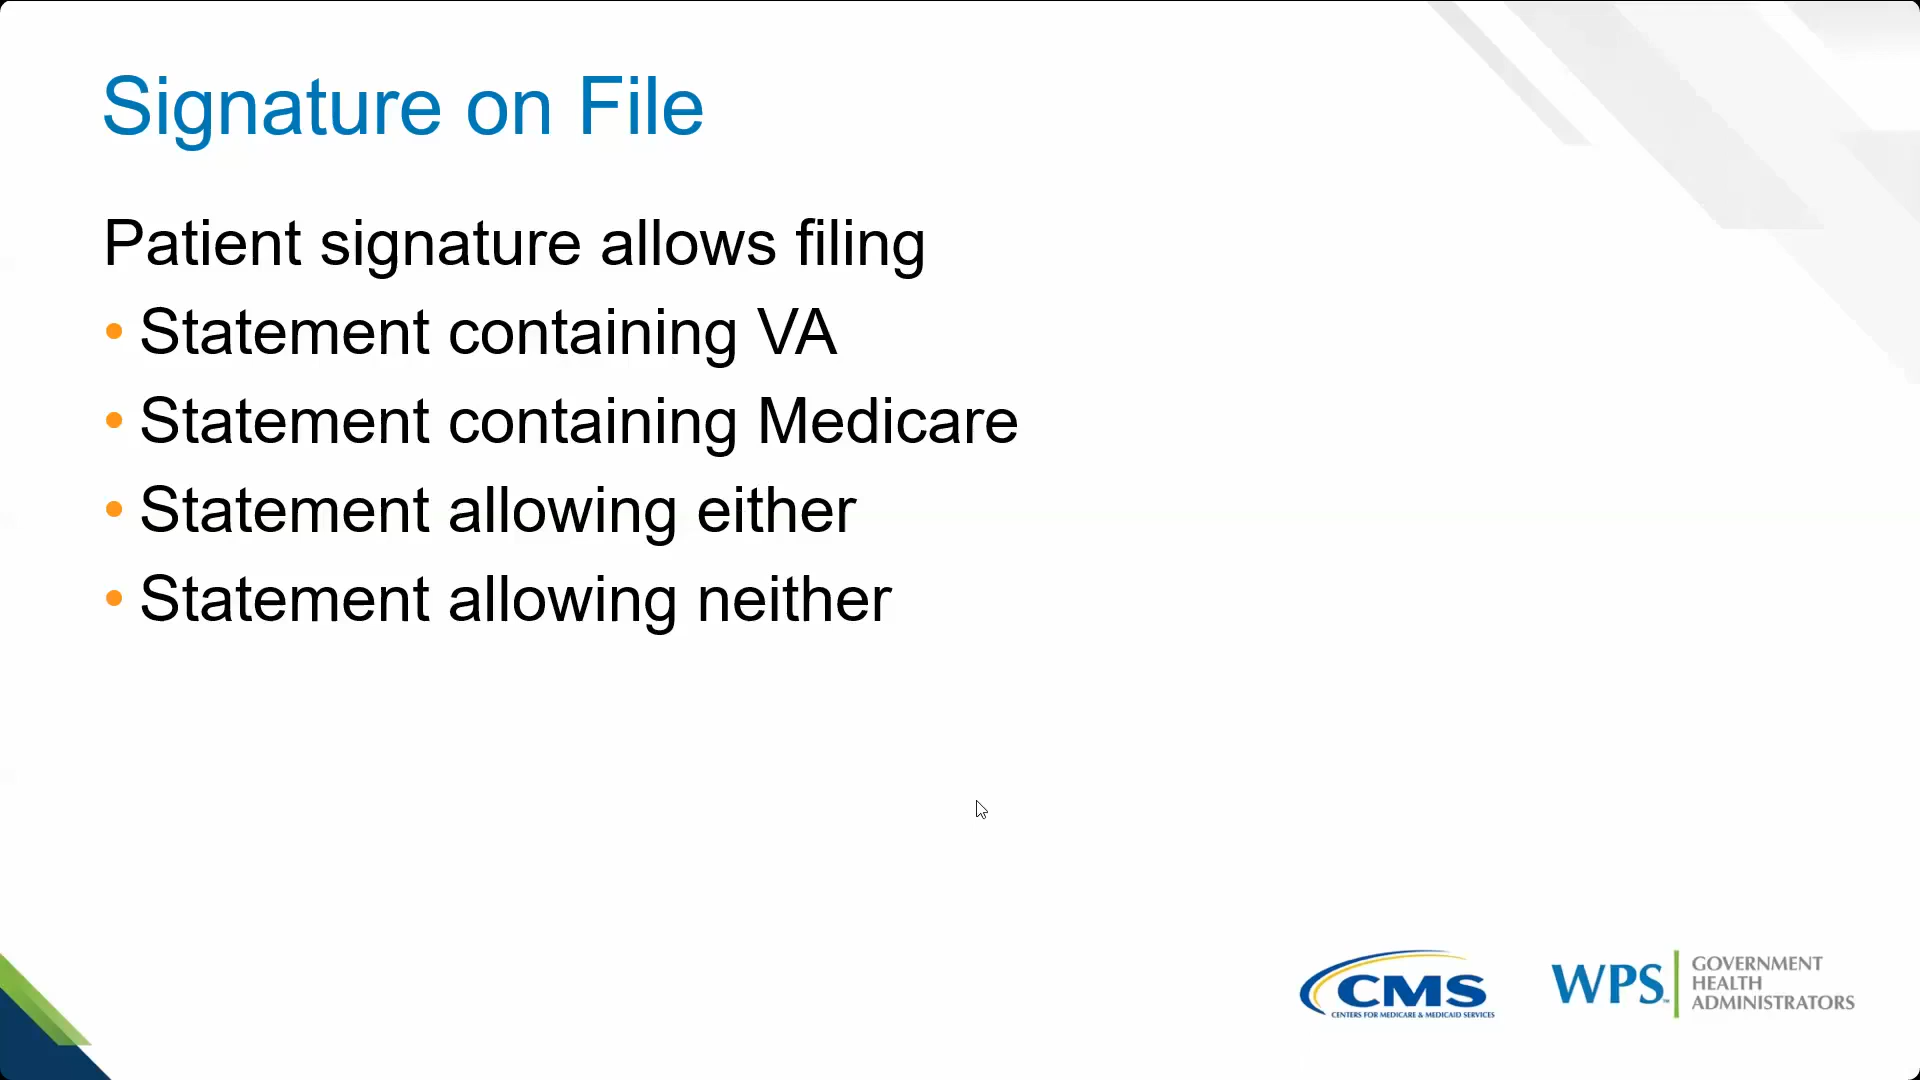 Signature on File
Patient signature allows filing
• Statement containing VA
• Statement containing Medicare
• Statement allowing either
• Statement allowing neither
CMS
CENTERS FOR MEDICARE & MEDICAID SERVICES
WPS
GOVERNMENT
HEALTH
ADMINISTRATORS